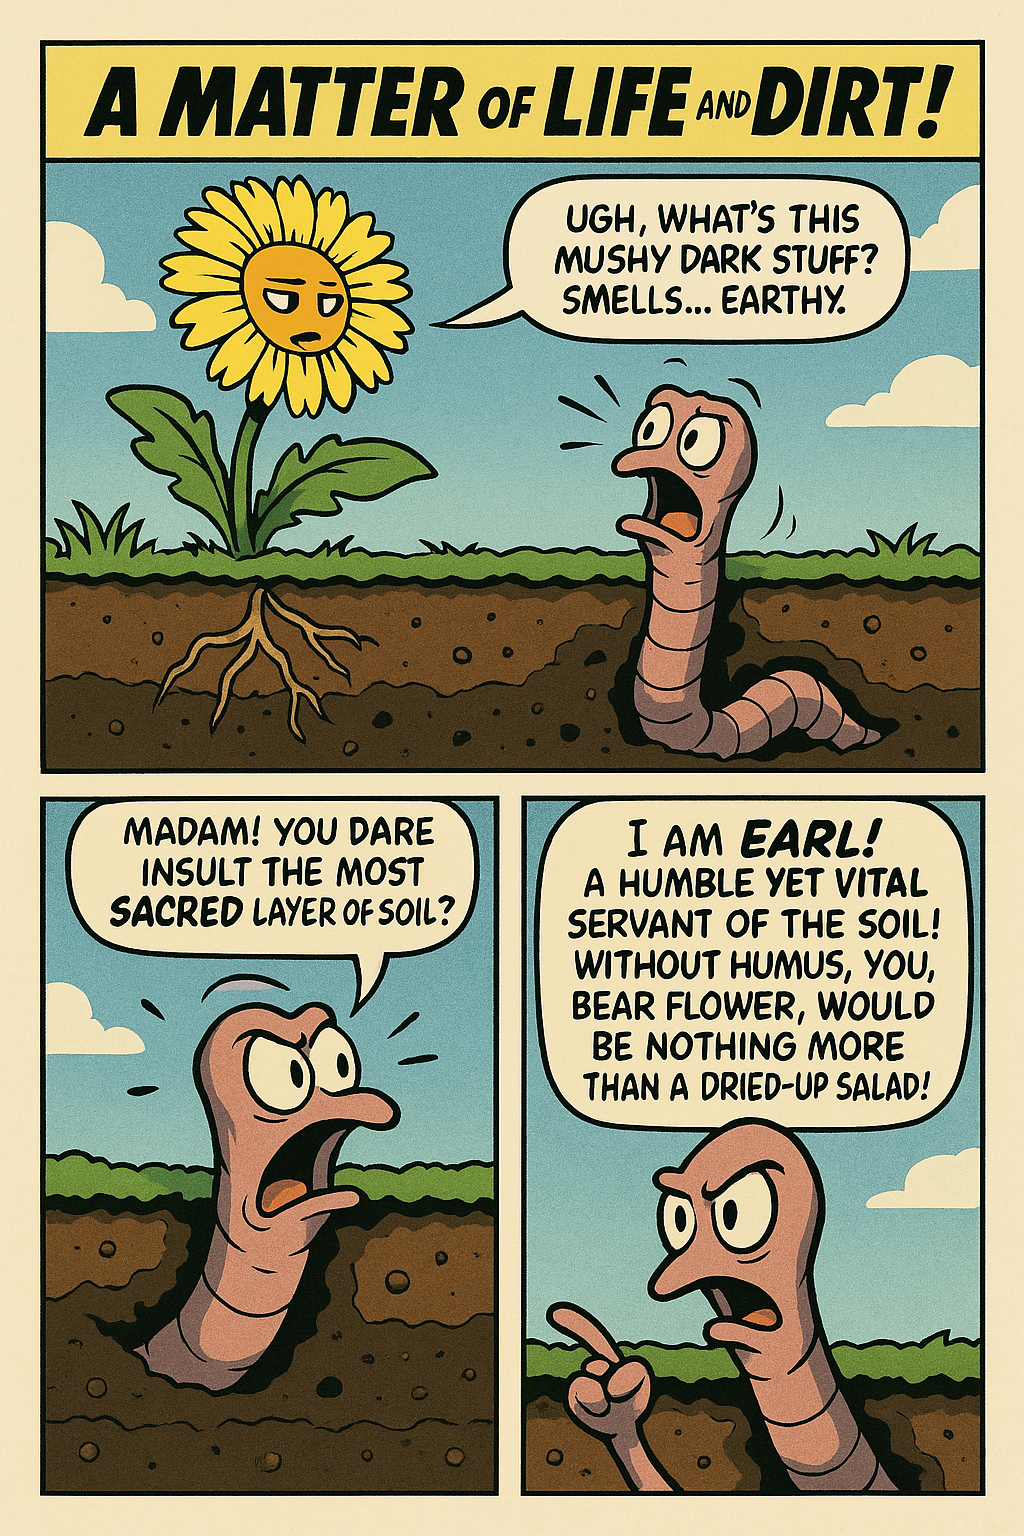 A MATTER OF LIFE AND DIRT!
UGH, WHAT'S THIS
MUSHY DARK STUFF?
SMELLS... EARTHY.
MADAM! YOU DARE
INSULT THE MOST
SACRED LAYER OF SOIL?
I AM EARL!
A HUMBLE YET VITAL
SERVANT OF THE SOIL!
WITHOUT HUMUS, YOU,
BEAR FLOWER, WOULD
BE NOTHING MORE
THAN A DRIED-UP SALAD!